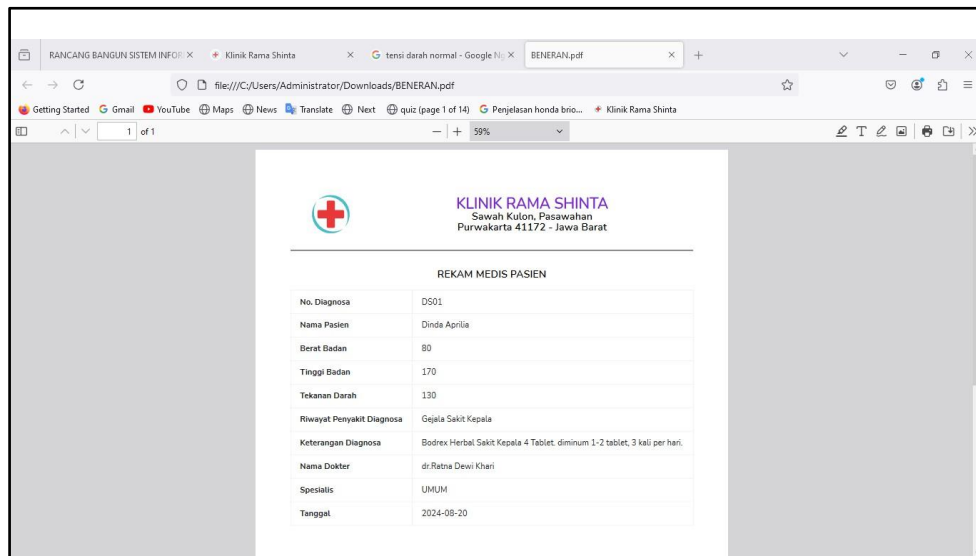 RANCANG BANGUN SISTEM INFOR
Klinik Rama Shinta
tensi darah normal - Google
BENERAN.pdf
file:///C:/Users/Administrator/Downloads/BENERAN.pdf
Getting Started Gmail YouTube Maps News Translate Next quiz (page 1 of 14) Penjelasan honda brio... Klinik Rama Shinta
1 of 1 59%
KLINIK RAMA SHINTA
Sawah Kulon, Pasawahan
Purwakarta 41172 - Jawa Barat
REKAM MEDIS PASIEN
No. Diagnosa DS01
Nama Pasien Dinda Aprilia
Berat Badan 80
Tinggi Badan 170
Tekanan Darah 130
Riwayat Penyakit Diagnosa Gejala Sakit Kepala
Keterangan Diagnosa Bodrex Herbal Sakit Kepala 4 Tablet. diminum 1-2 tablet, 3 kali per hari.
Nama Dokter dr.Ratna Dewi Khari
Spesialis UMUM
Tanggal 2024-08-20